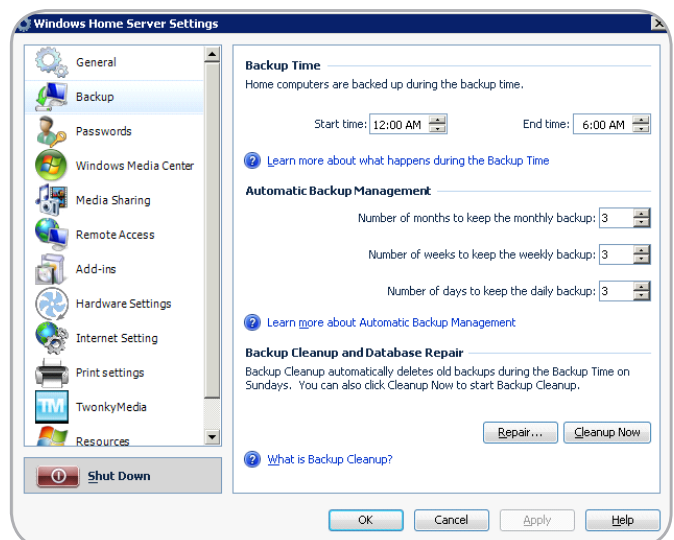 Windows Home Server Settings
General
Backup
Passwords
Windows Media Center
Media Sharing
Remote Access
Add-ins
Hardware Settings
Internet Setting
Print settings
TM
TwonkyMedia
Resources
Shut Down
Backup Time
Home computers are backed up during the backup time.
Start time: 12:00 AM End time: 6:00 AM
? Learn more about what happens during the Backup Time
Automatic Backup Management
Number of months to keep the monthly backup: 3
Number of weeks to keep the weekly backup: 3
Number of days to keep the daily backup: 3
? Learn more about Automatic Backup Management
Backup Cleanup and Database Repair
Backup Cleanup automatically deletes old backups during the Backup Time on
Sundays. You can also click Cleanup Now to start Backup Cleanup.
Repair... Cleanup Now
? What is Backup Cleanup?
OK Cancel Apply Help